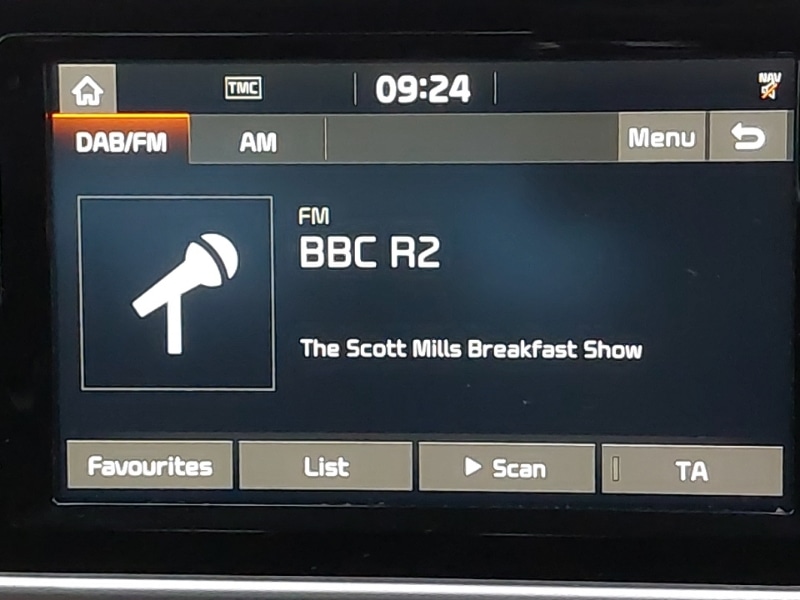 TMC 09:24 NAV
DAB/FM AM Menu
FM
BBC R2
The Scott Mills Breakfast Show
Favourites List Scan TA